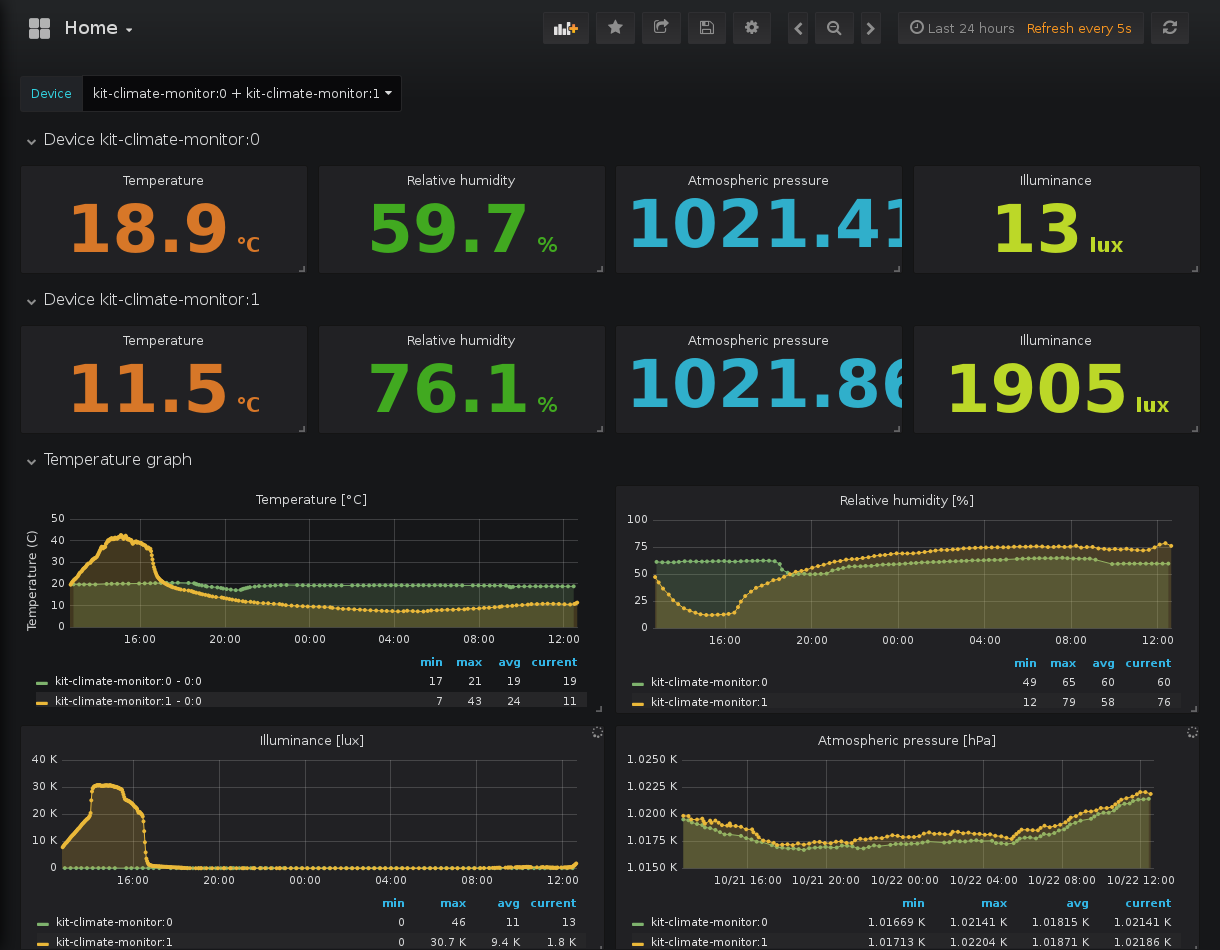 Home
Last 24 hours Refresh every 5s
Device kit-climate-monitor:0 + kit-climate-monitor:1
Device kit-climate-monitor:0
Temperature Relative humidity Atmospheric pressure Illuminance
18.9 °C 59.7 % 1021.41 13 lux
Device kit-climate-monitor:1
Temperature Relative humidity Atmospheric pressure Illuminance
11.5 °C 76.1 % 1021.86 1905 lux
Temperature graph
Temperature [°C]
Temperature (C)
50
40
30
20
10
0
16:00 20:00 00:00 04:00 08:00 12:00
min max avg current
kit-climate-monitor:0 - 0:0 17 21 19 19
kit-climate-monitor:1 - 0:0 7 43 24 11
Relative humidity [%]
100
75
50
25
0
16:00 20:00 00:00 04:00 08:00 12:00
min max avg current
kit-climate-monitor:0 49 65 60 60
kit-climate-monitor:1 12 79 58 76
Illuminance [lux]
40 K
30 K
20 K
10 K
0
16:00 20:00 00:00 04:00 08:00 12:00
min max avg current
kit-climate-monitor:0 0 46 11 13
kit-climate-monitor:1 0 30.7 K 9.4 K 1.8 K
Atmospheric pressure [hPa]
1.0250 K
1.0225 K
1.0200 K
1.0175 K
1.0150 K
10/21 16:00 10/21 20:00 10/22 00:00 10/22 04:00 10/22 08:00 10/22 12:00
min max avg current
kit-climate-monitor:0 1.01669 K 1.02141 K 1.01815 K 1.02141 K
kit-climate-monitor:1 1.01713 K 1.02204 K 1.01871 K 1.02186 K